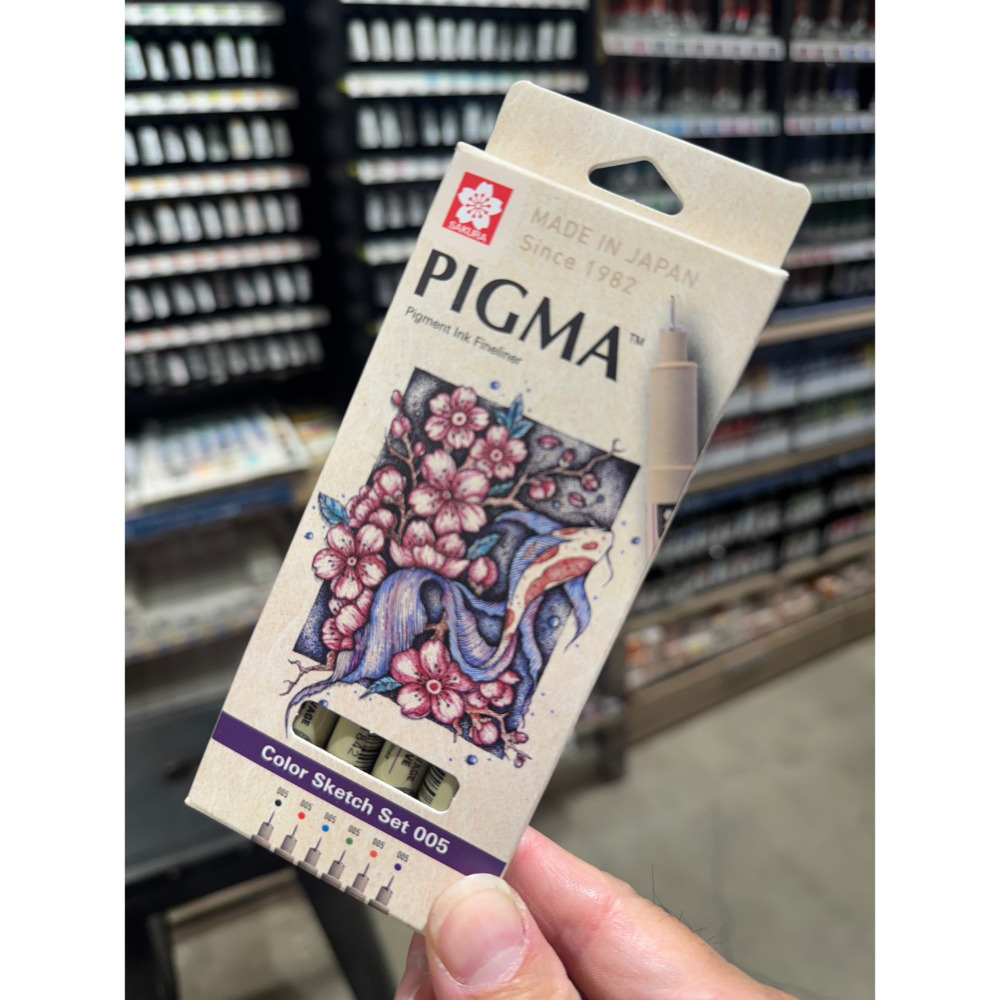 SAKURA
MADE IN JAPAN
Since 1982
PIGMA™
Pigment Ink Fineliner
Color Sketch Set 005
005 005 005 005 005 005